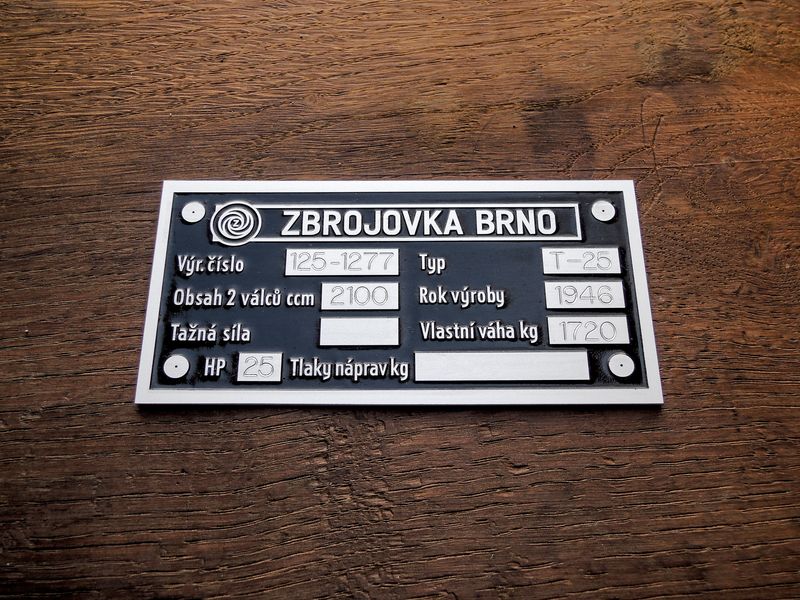 Z ZBROJOVKA BRNO
Výr. číslo 125-1277 Typ T-25
Obsah 2 válců ccm 2100 Rok výroby 1946
Tažná síla Vlastní váha kg 1720
HP 25 Tlaky náprav kg